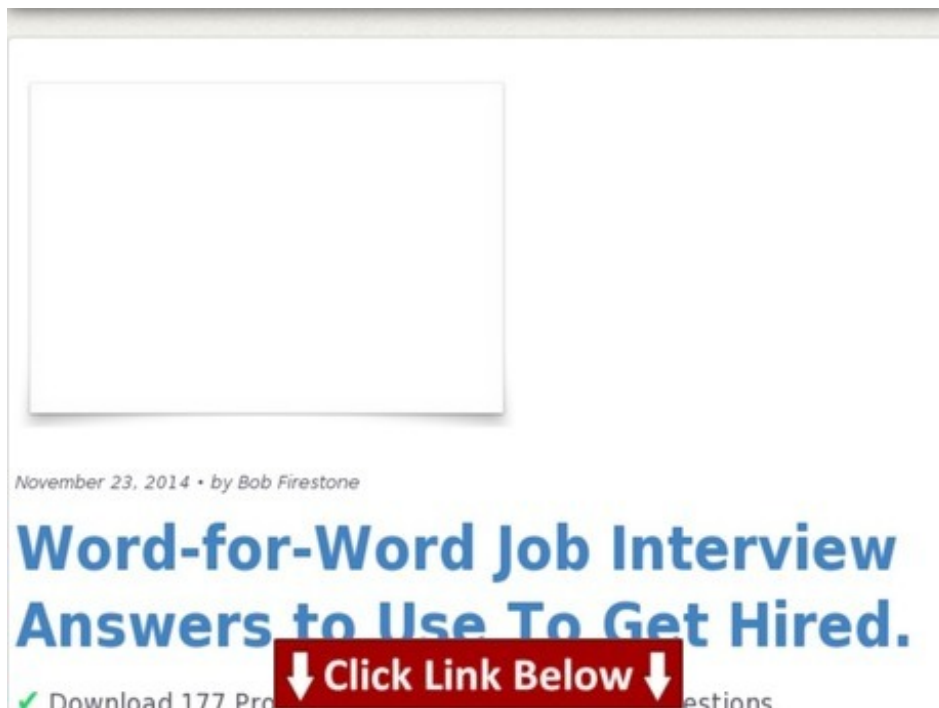 November 23, 2014 • by Bob Firestone
Word-for-Word Job Interview
Answers to Use To Get Hired.
⬇ Click Link Below ⬇
✔ Download 177